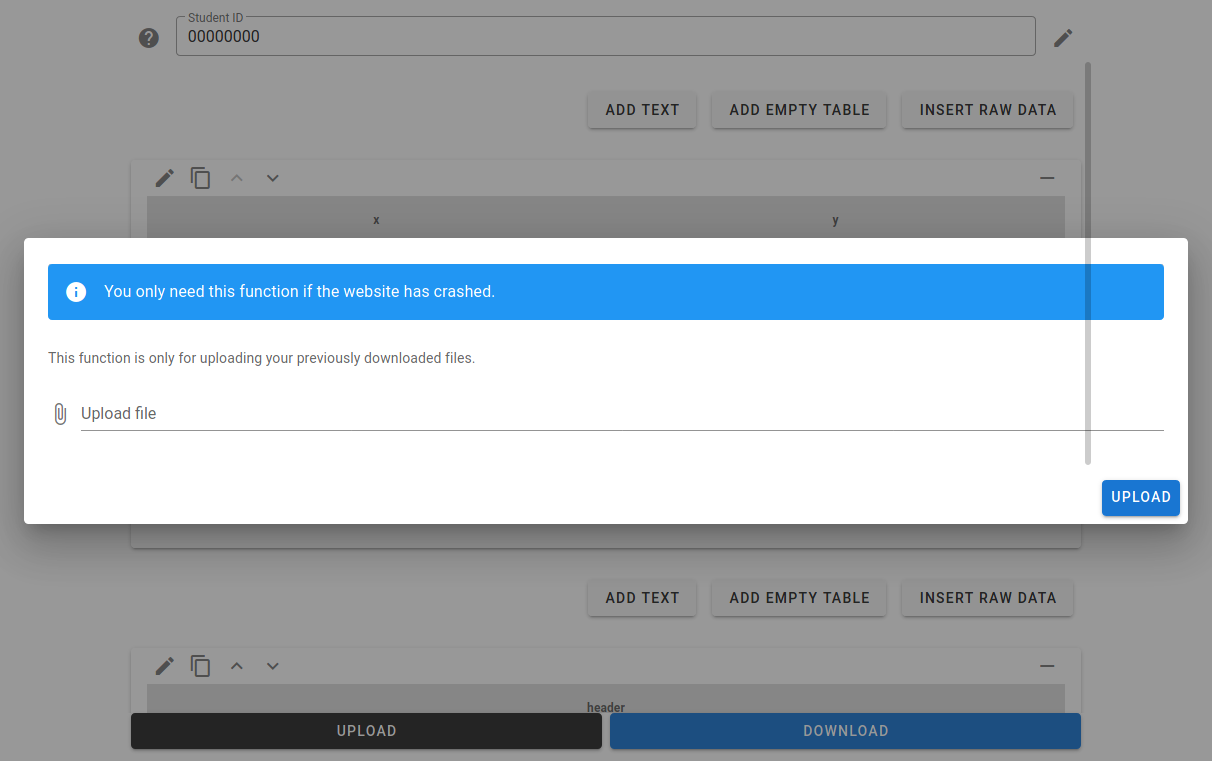 Student ID
00000000
ADD TEXT ADD EMPTY TABLE INSERT RAW DATA
x y
You only need this function if the website has crashed.
This function is only for uploading your previously downloaded files.
Upload file
UPLOAD
ADD TEXT ADD EMPTY TABLE INSERT RAW DATA
header
UPLOAD DOWNLOAD